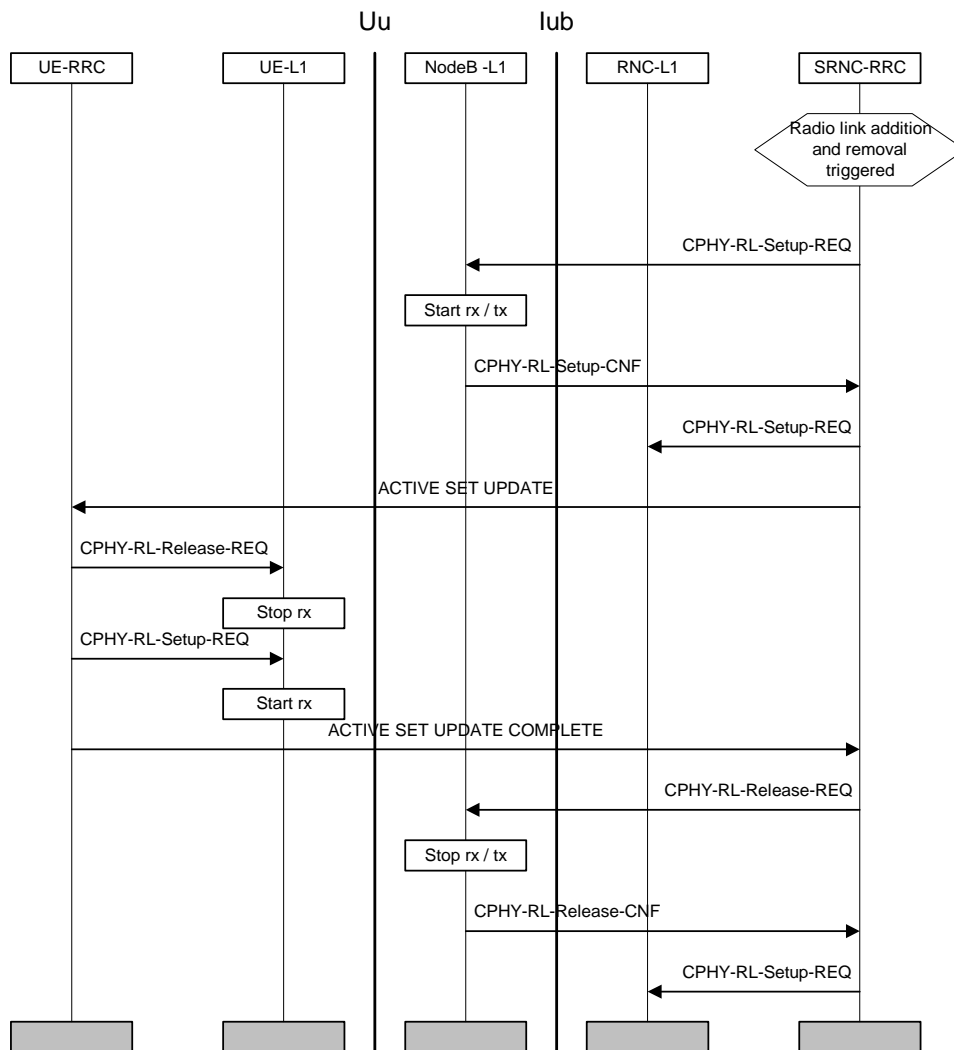 Uu
Iub
UE-RRC
UE-L1
NodeB -L1
RNC-L1
SRNC-RRC
Radio link addition
and removal
triggered
CPHY-RL-Setup-REQ
Start rx / tx
CPHY-RL-Setup-CNF
CPHY-RL-Setup-REQ
ACTIVE SET UPDATE
CPHY-RL-Release-REQ
Stop rx
CPHY-RL-Setup-REQ
Start rx
ACTIVE SET UPDATE COMPLETE
CPHY-RL-Release-REQ
Stop rx / tx
CPHY-RL-Release-CNF
CPHY-RL-Setup-REQ